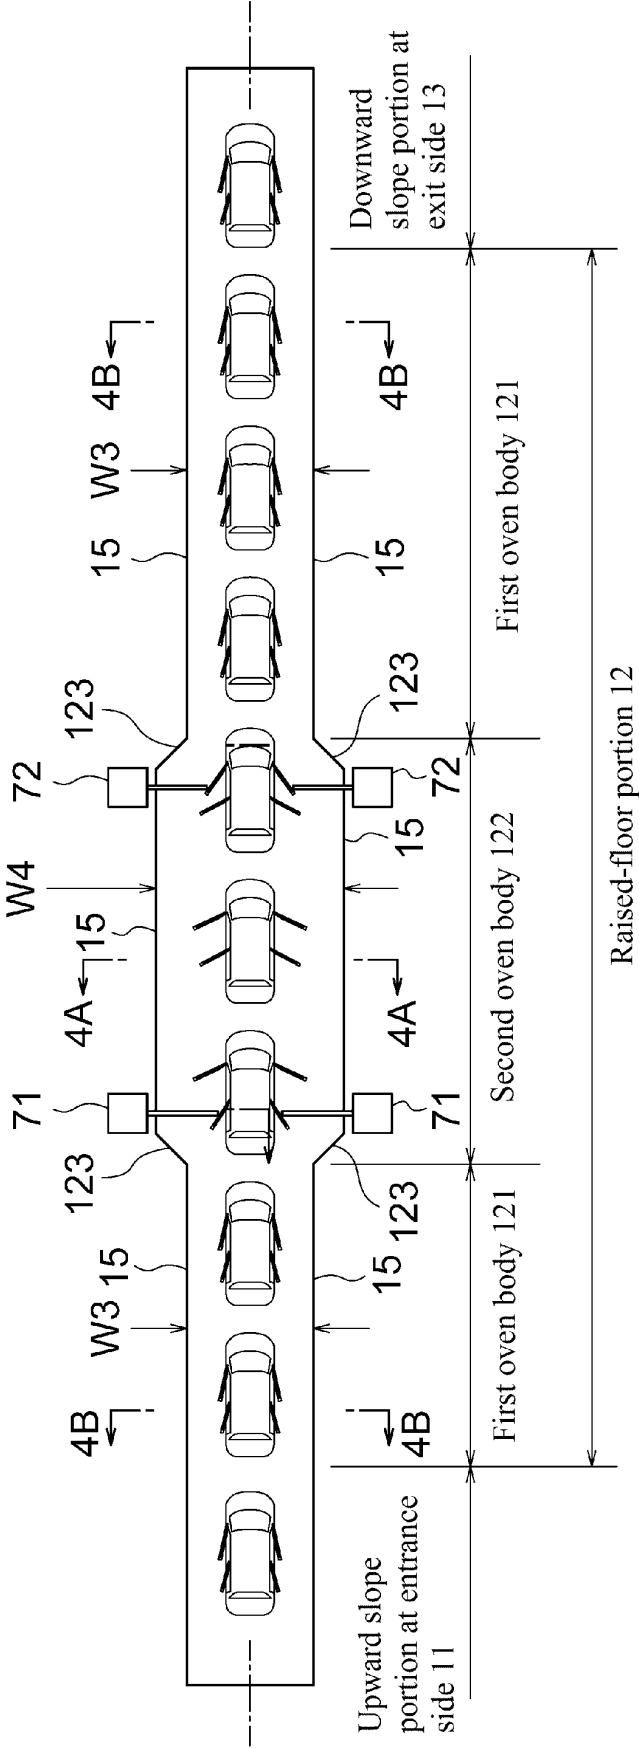 71
W4
72
4B
W3
15
123
4A
15
123
15
W3
4B
4B
15
123
71
4A
15
72
123
15
4B
Upward slope
portion at entrance
side 11
First oven body 121
Second oven body 122
First oven body 121
Downward
slope portion at
exit side 13
Raised-floor portion 12